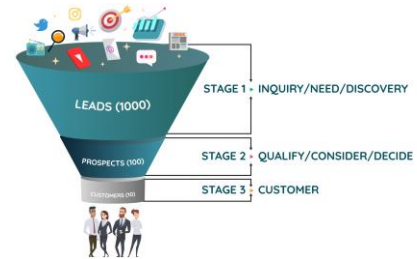 LEADS (1000)
STAGE 1 INQUIRY/NEED/DISCOVERY
PROSPECTS (100)
STAGE 2 QUALIFY/CONSIDER/DECIDE
CUSTOMERS (10)
STAGE 3 CUSTOMER